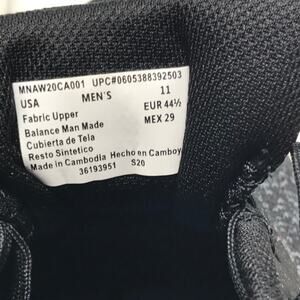 MNAW20CA001 UPC#0605388392503
USA MEN'S 11
Fabric Upper EUR 44½
Balance Man Made MEX 29
Cubierta de Tela
Resto Sintetico
Made in Cambodia Hecho en Camboy
36193951 S20